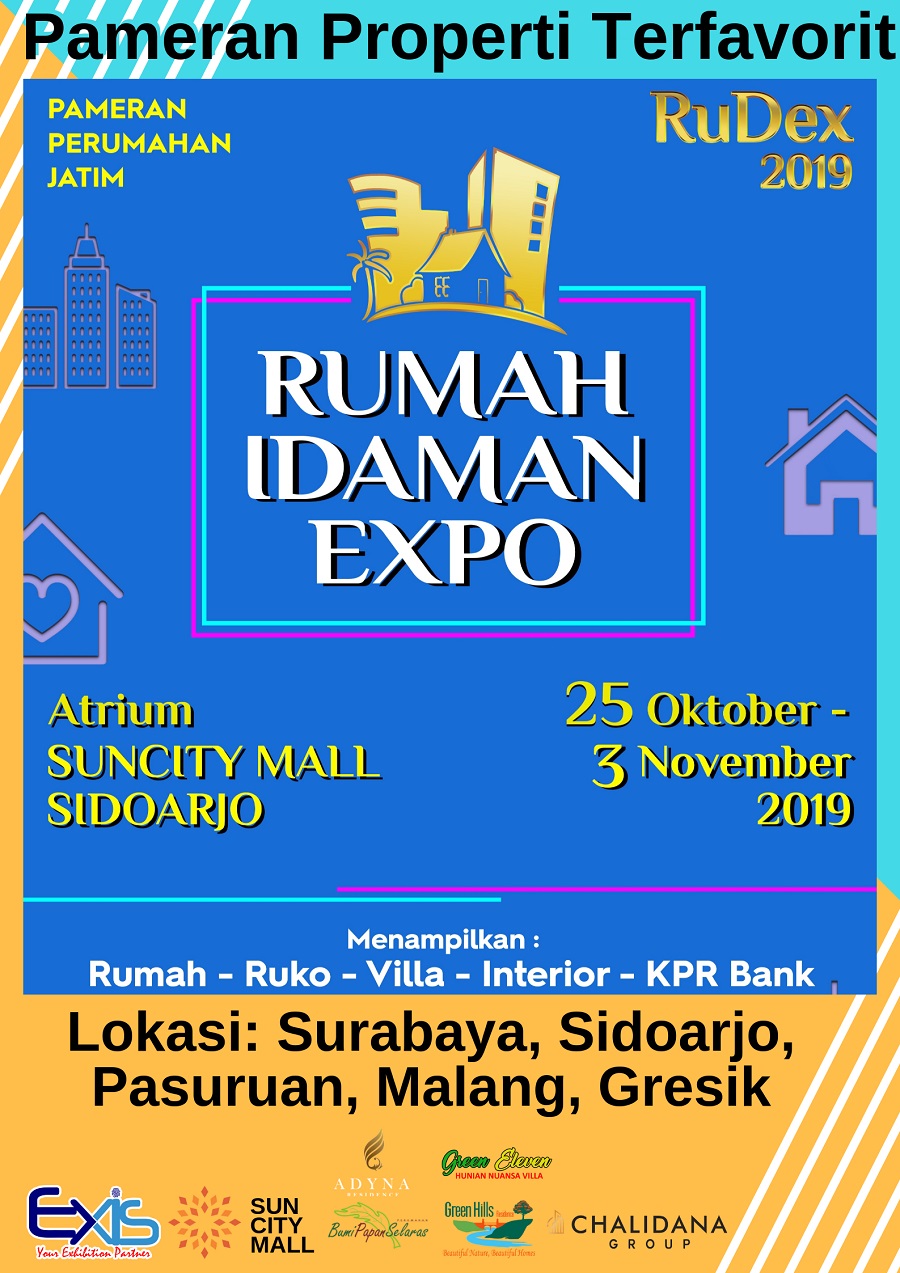 Pameran Properti Terfavorit
PAMERAN
PERUMAHAN
JATIM
RuDex
2019
RUMAH
IDAMAN
EXPO
Atrium
SUNCITY MALL
SIDOARJO
25 Oktober -
3 November
2019
Menampilkan :
Rumah - Ruko - Villa - Interior - KPR Bank
Lokasi: Surabaya, Sidoarjo,
Pasuruan, Malang, Gresik
ADYNA
RESIDENCE
Green Eleven
HUNIAN NUANSA VILLA
Exis
Your Exhibition Partner
SUN
CITY
MALL
BumiPapanSelaras
Green Hills Residence
Beautiful Nature, Beautiful Homes
CHALIDANA
GROUP